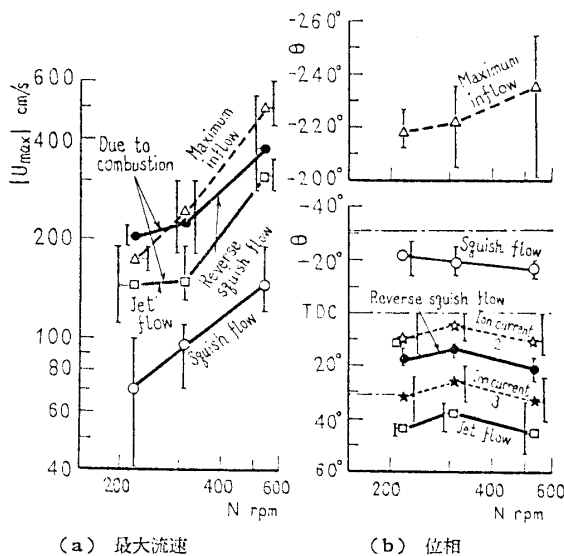 |Umax| cm/s
600
400
200
100
80
70
60
40
Due to
combustion
Maximum
inflow
Reverse
squish flow
Jet
flow
Squish flow
200
400
600
N rpm
(a) 最大流速
θ
-260°
-240°
-220°
-200°
Maximum
inflow
-40°
θ
-20°
TDC
20°
40°
60°
Squish flow
Reverse squish flow
Ion current
2
Ion current
3
Jet flow
200
400
600
N rpm
(b) 位相